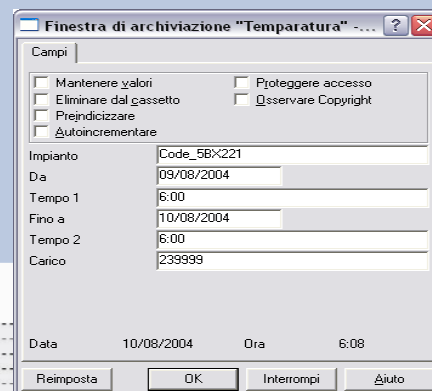 Finestra di archiviazione "Temparatura" -...
Campi
Mantenere valori
Proteggere accesso
Eliminare dal cassetto
Osservare Copyright
Preindicizzare
Autoincrementare
Impianto Code_5BX221
Da 09/08/2004
Tempo 1 6:00
Fino a 10/08/2004
Tempo 2 6:00
Carico 239999
Data 10/08/2004 Ora 6:08
Reimposta OK Interrompi Aiuto